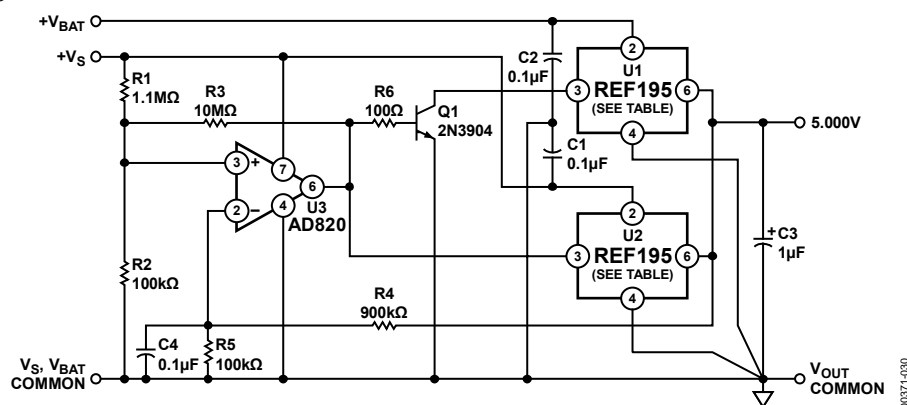 +VBAT
+VS
R1
1.1MΩ
R3
10MΩ
R6
100Ω
Q1
2N3904
C2
0.1µF
C1
0.1µF
2
U1
3
REF195
6
(SEE TABLE)
4
5.000V
3
+
7
6
2
−
4
U3
AD820
2
U2
3
REF195
6
(SEE TABLE)
4
+
C3
1µF
R2
100kΩ
R4
900kΩ
C4
0.1µF
R5
100kΩ
VS, VBAT
COMMON
VOUT
COMMON
00371-030